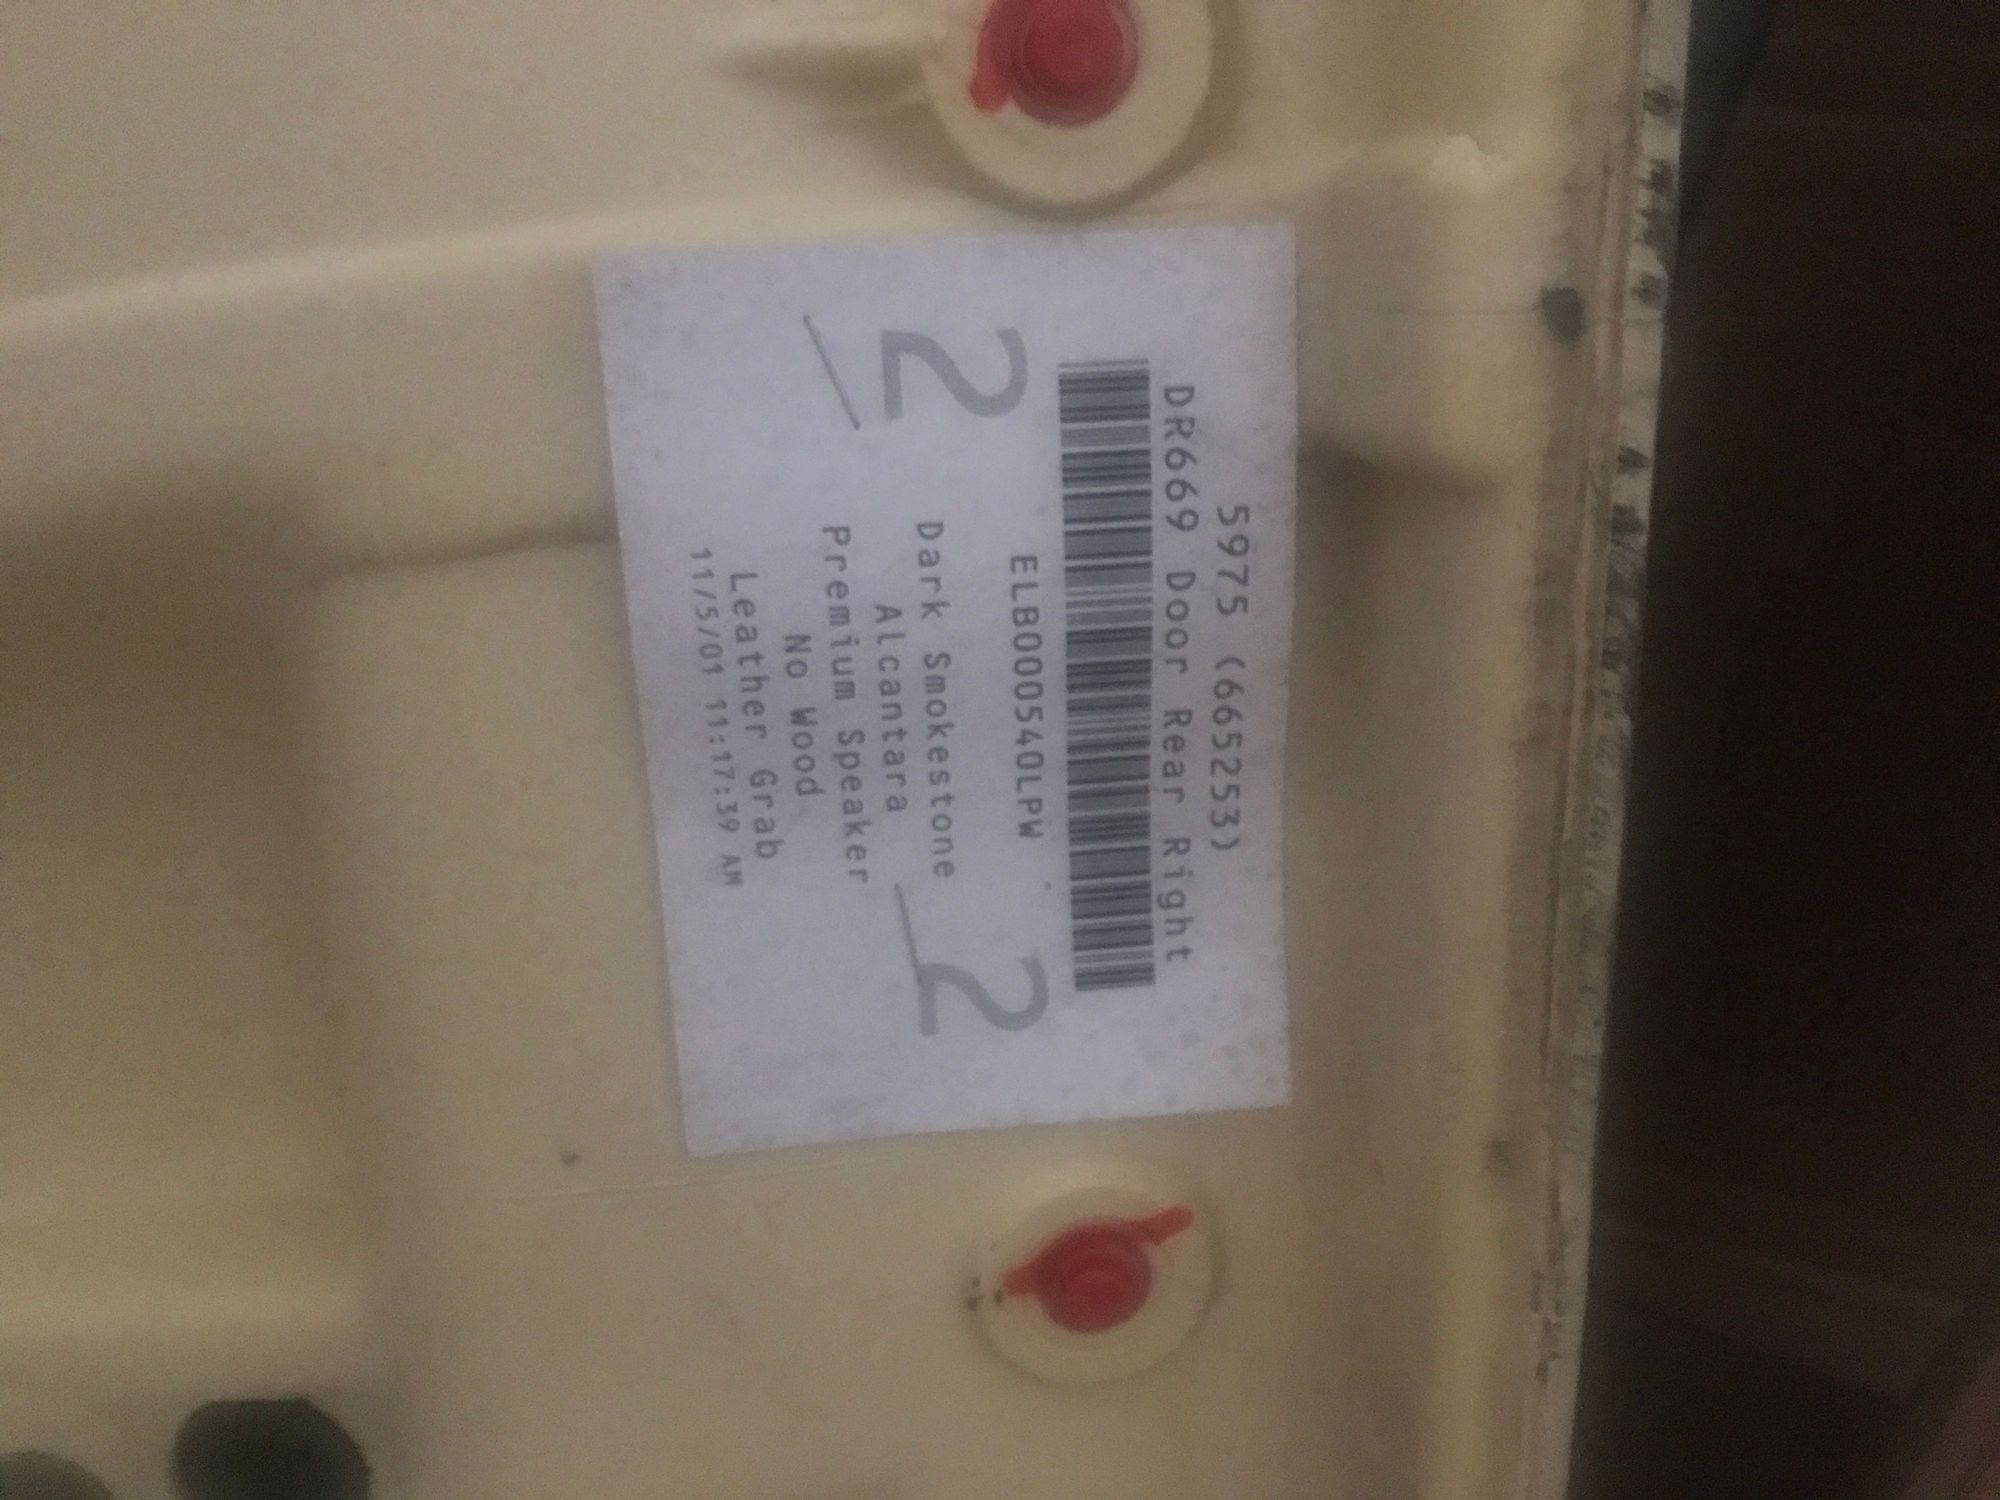 5975 (665253)
DR669 Door Rear Right
ELB000540LPW
2 2
Dark Smokestone
Alcantara
Premium Speaker
No Wood
Leather Grab
11/5/01 11:17:39 AM